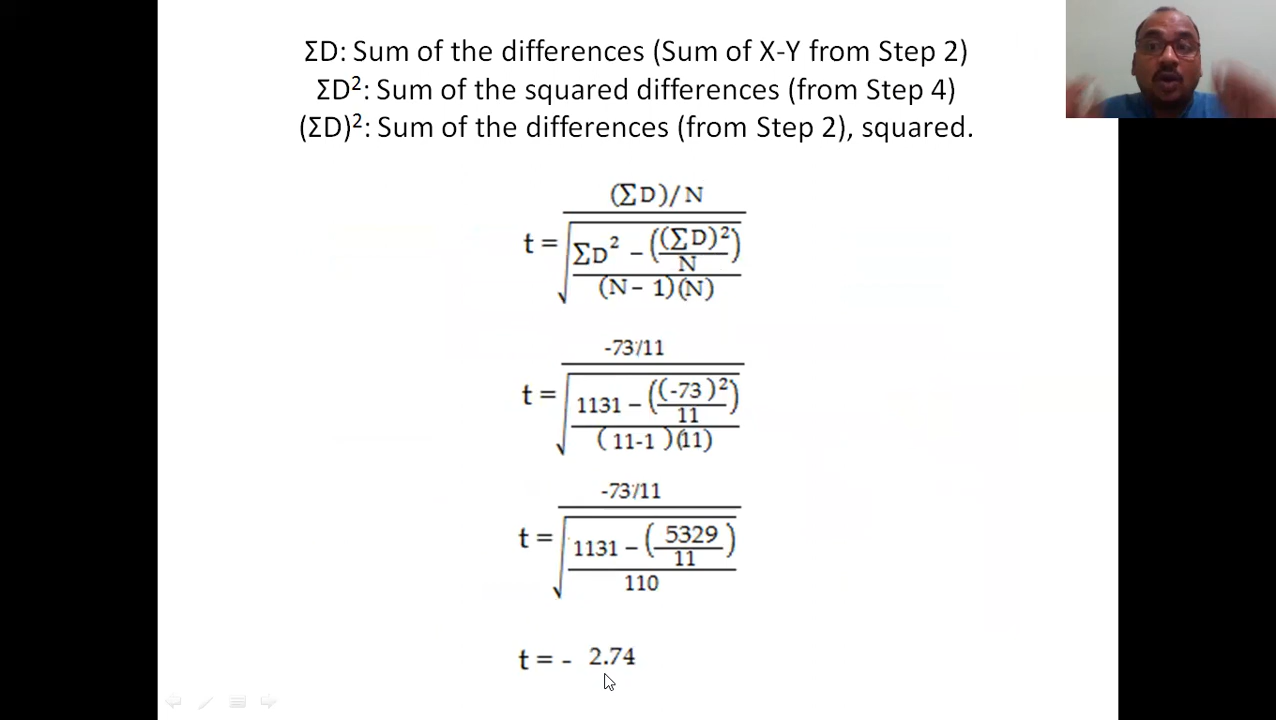 ΣD: Sum of the differences (Sum of X-Y from Step 2)
ΣD²: Sum of the squared differences (from Step 4)
(ΣD)²: Sum of the differences (from Step 2), squared.
(ΣD)/N
t = √
ΣD² – ((ΣD)²)
N
(N – 1)(N)
-73/11
t = √
1131 – ((-73)²)
11
(11-1)(11)
-73/11
t = √
1131 – (5329)
11
110
t = - 2.74